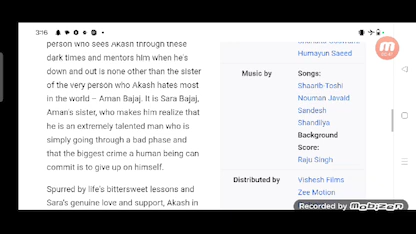 3:16
person who sees Akash through these
dark times and mentors him when he's
down and out is none other than the sister
of the very person who Akash hates most
in the world – Aman Bajaj. It is Sara Bajaj,
Aman's sister, who makes him realize that
he is an extremely talented man who is
simply going through a bad phase and
that the biggest crime a human being can
commit is to give up on himself.
Spurred by life's bittersweet lessons and
Sara's genuine love and support, Akash in
Humayun Saeed
Music by
Songs:
Shaarib Toshi
Nouman Javaid
Sandesh
Shandilya
Background
Score:
Raju Singh
Distributed by
Vishesh Films
Zee Motion
Recorded by Mobizen